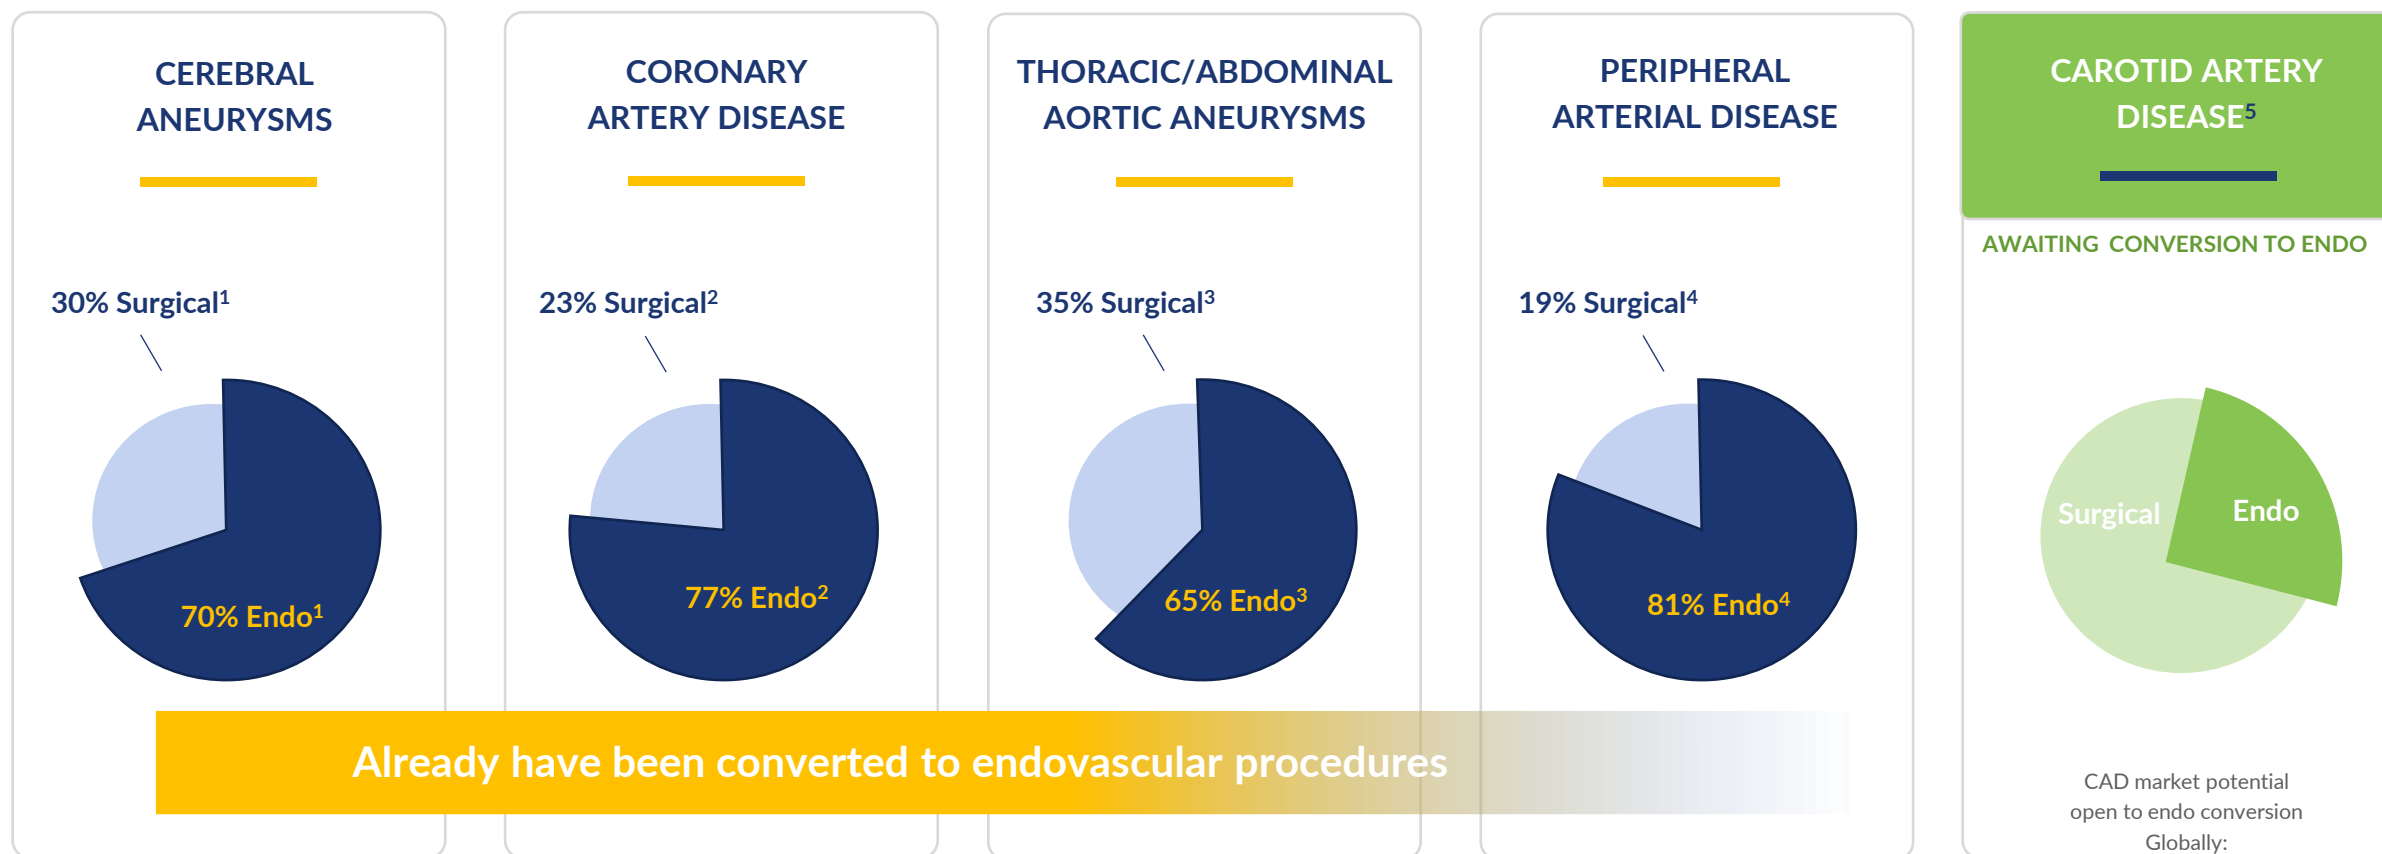 CEREBRAL
ANEURYSMS
30% Surgical¹
70% Endo¹
CORONARY
ARTERY DISEASE
23% Surgical²
77% Endo²
THORACIC/ABDOMINAL
AORTIC ANEURYSMS
35% Surgical³
65% Endo³
PERIPHERAL
ARTERIAL DISEASE
19% Surgical⁴
81% Endo⁴
Already have been converted to endovascular procedures
CAROTID ARTERY
DISEASE⁵
AWAITING CONVERSION TO ENDO
Surgical
Endo
CAD market potential
open to endo conversion
Globally: